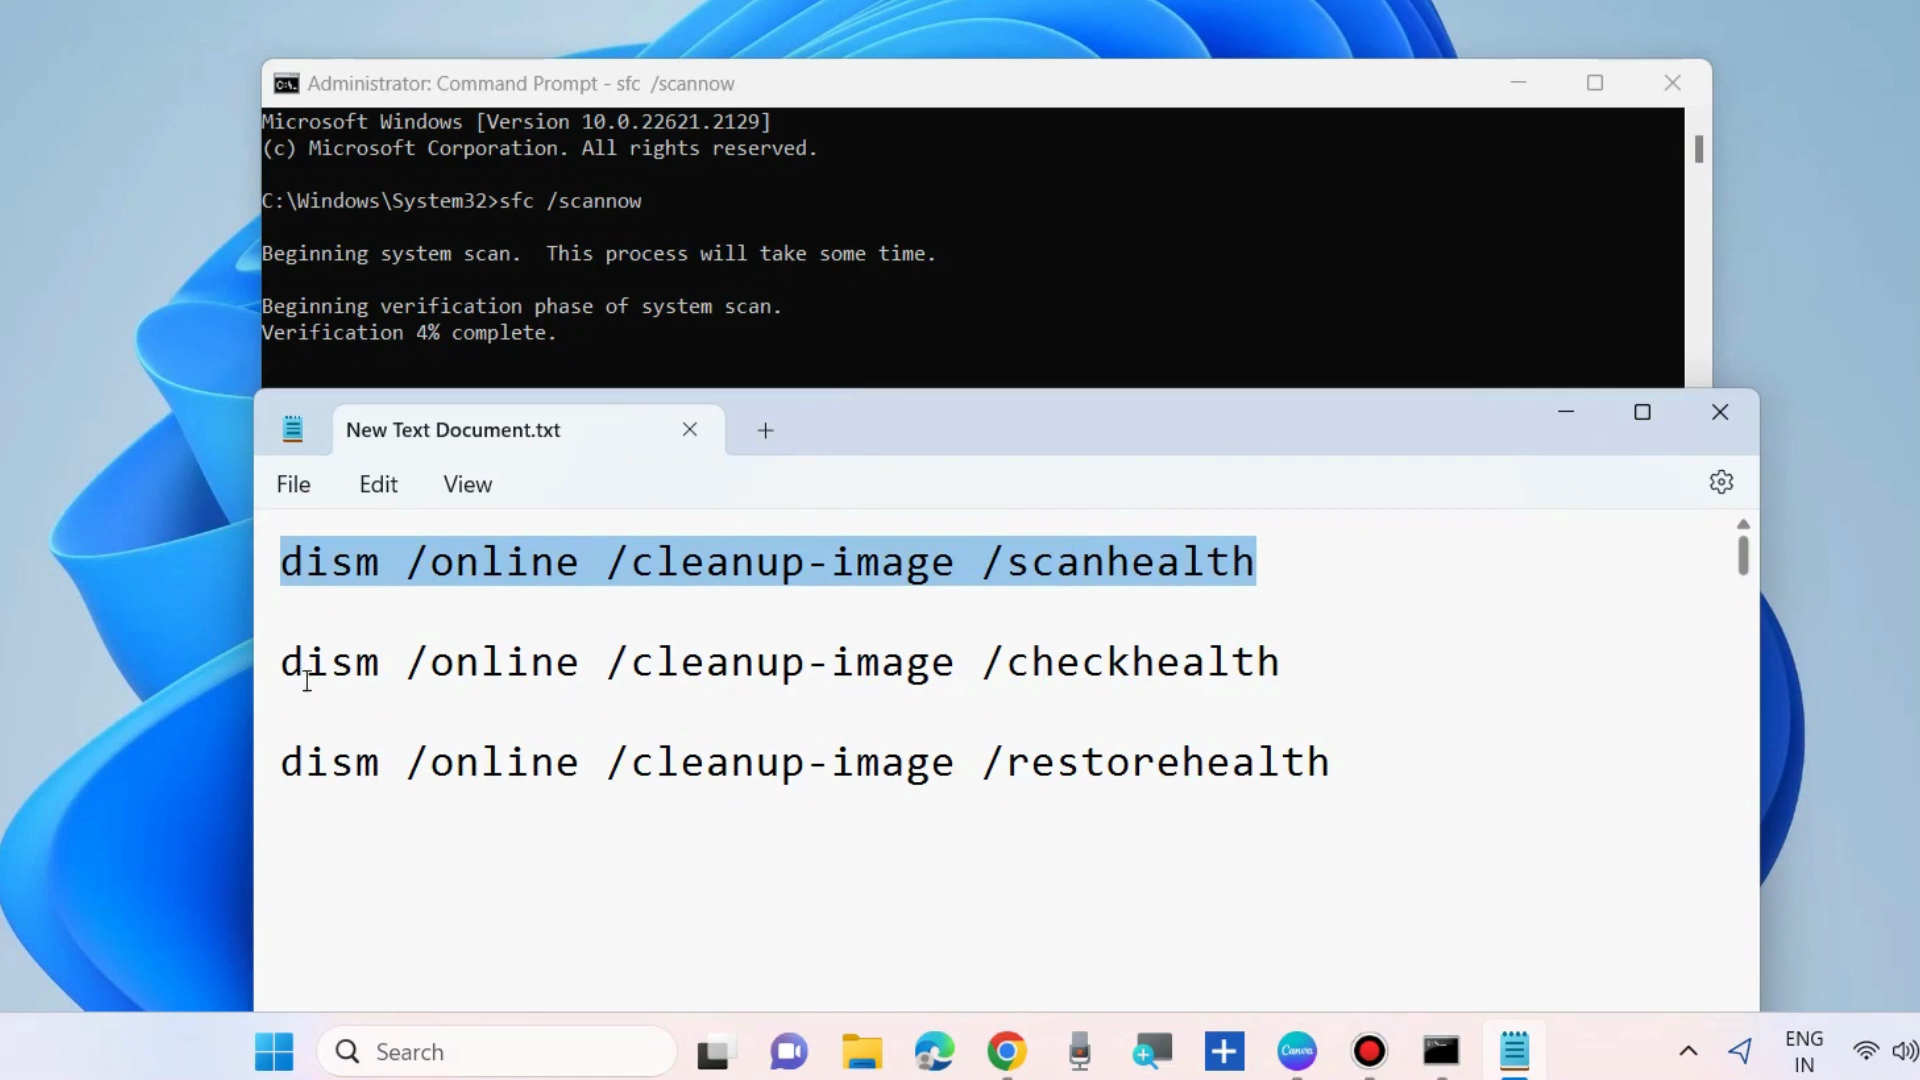 Administrator: Command Prompt - sfc  /scannow
Microsoft Windows [Version 10.0.22621.2129]
(c) Microsoft Corporation. All rights reserved.
C:\Windows\System32>sfc /scannow
Beginning system scan.  This process will take some time.
Beginning verification phase of system scan.
Verification 4% complete.
New Text Document.txt
File Edit View
dism /online /cleanup-image /scanhealth
dism /online /cleanup-image /checkhealth
dism /online /cleanup-image /restorehealth
Search
Canva
ENG
IN